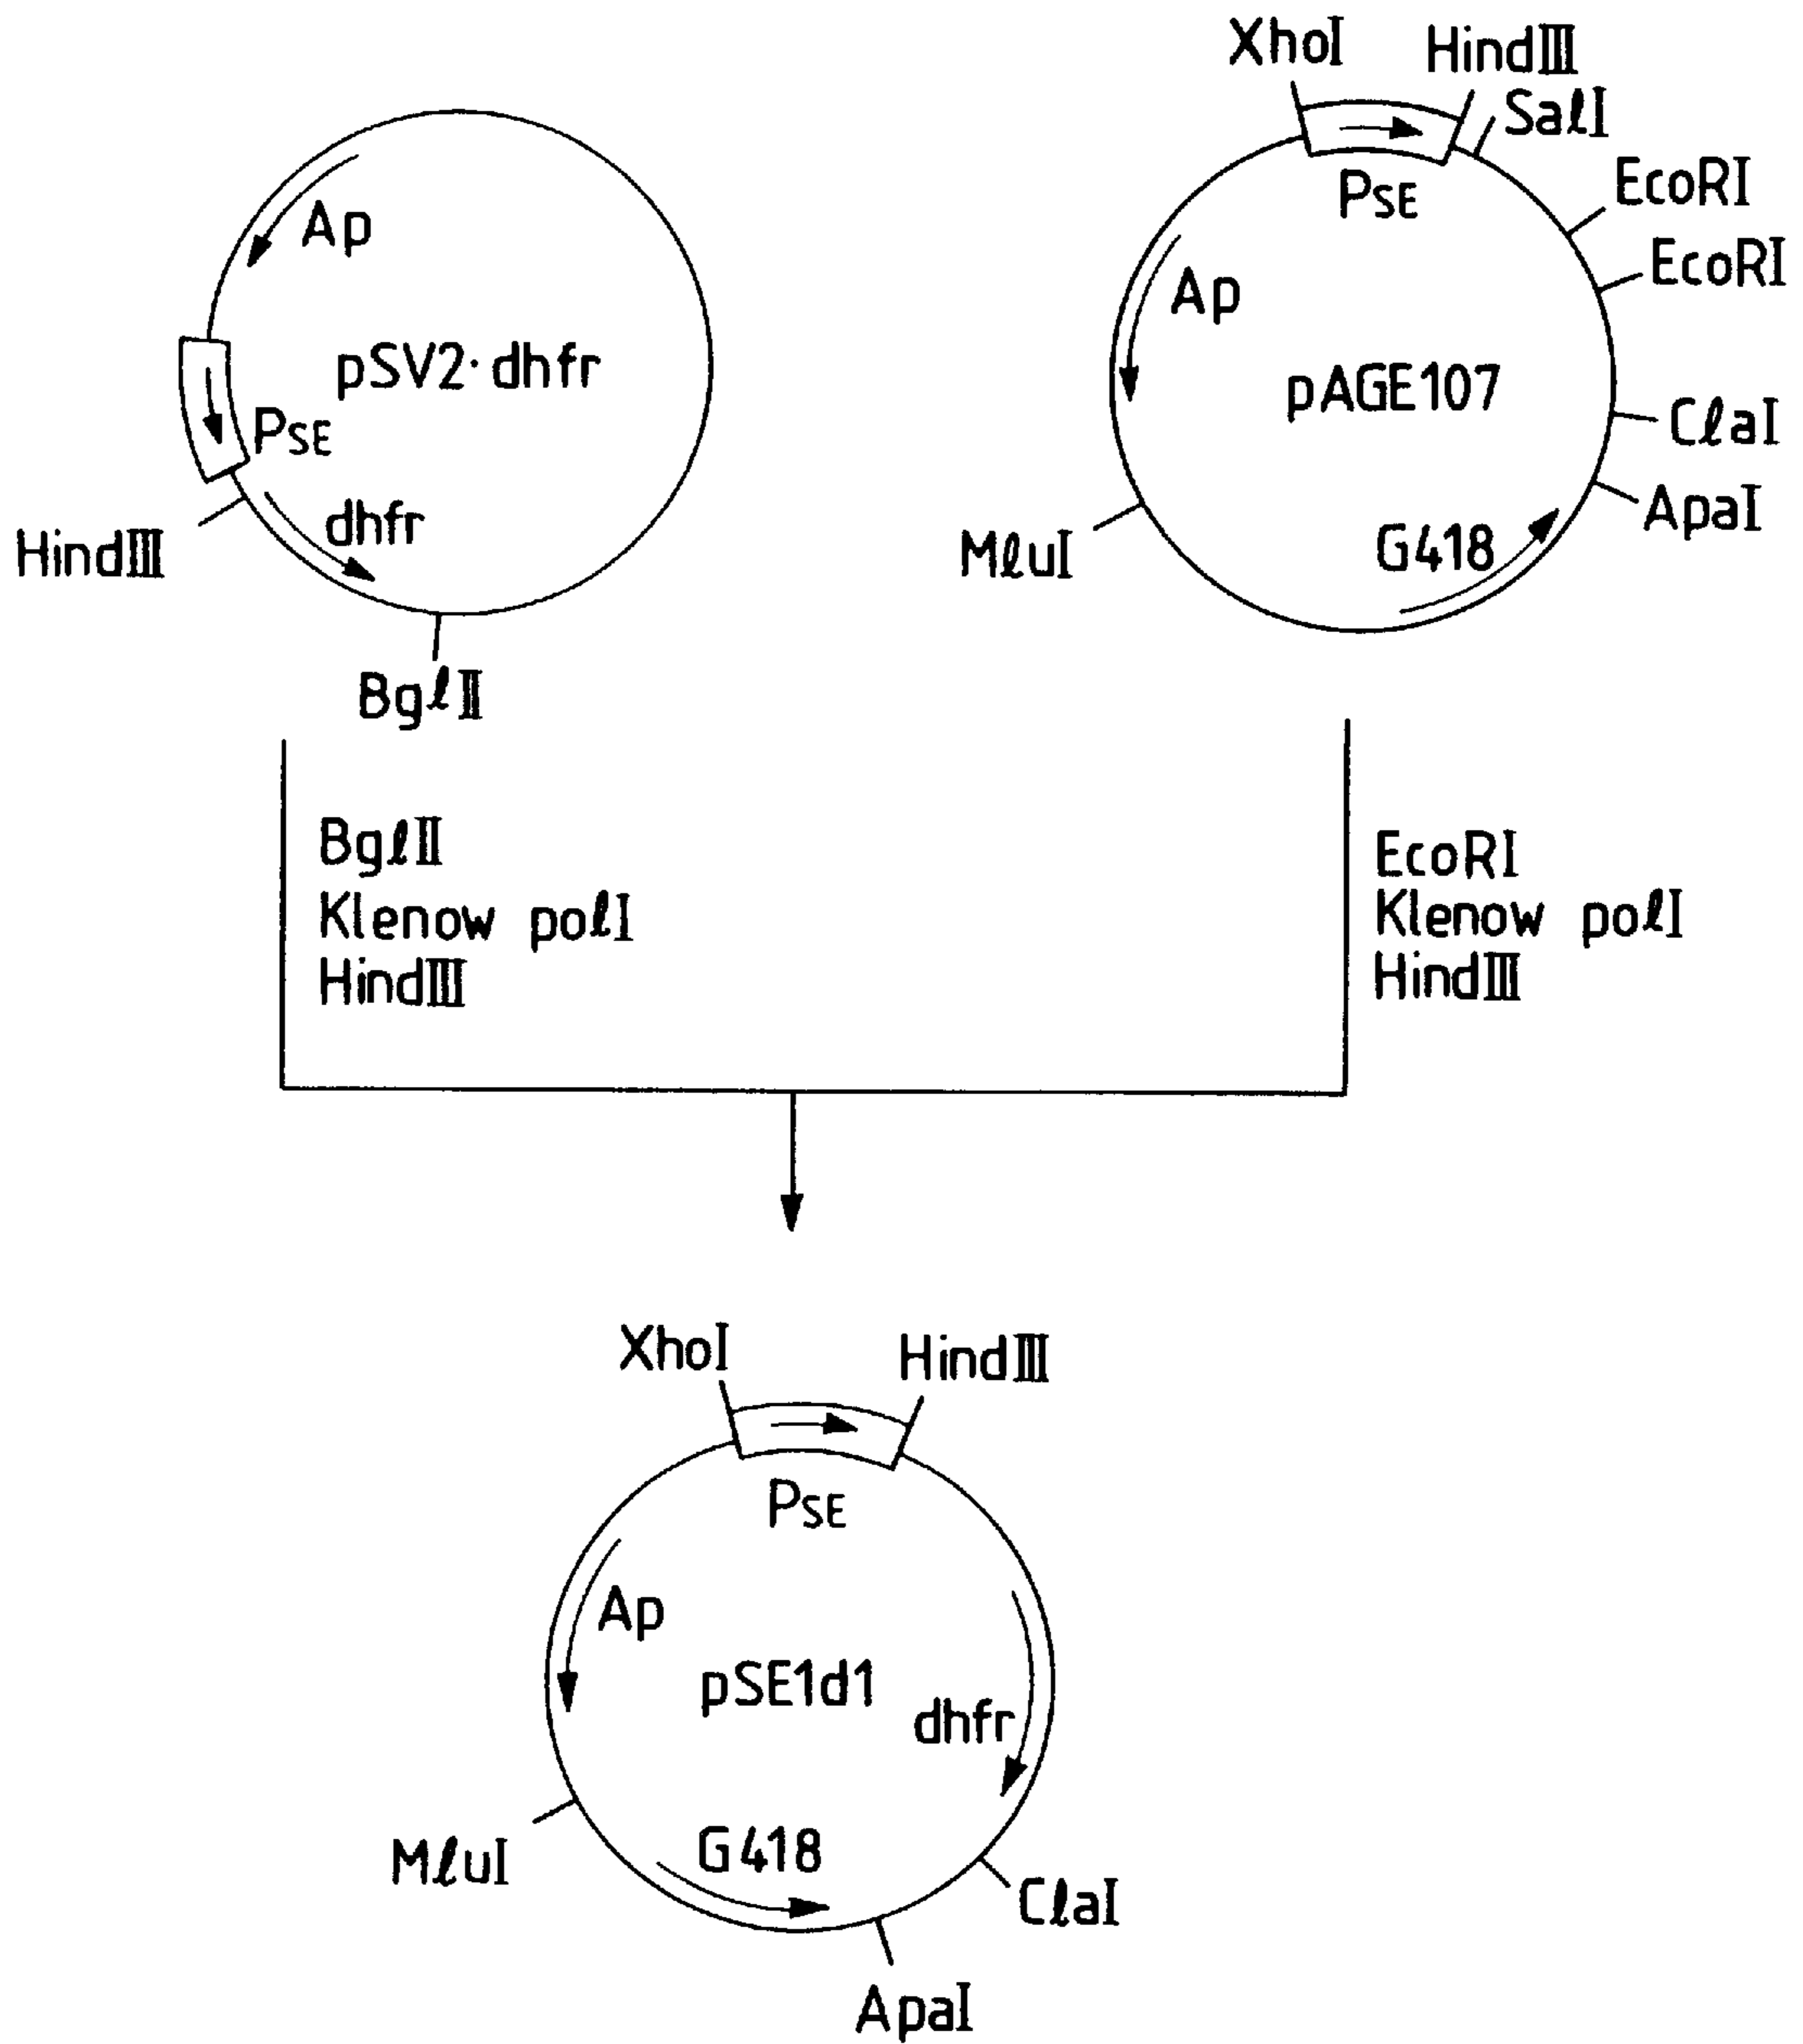 XhoI
HindIII
SalI
EcoRI
EcoRI
PSE
Ap
Ap
pSV2·dhfr
pAGE107
ClaI
PSE
ApaI
dhfr
G418
HindIII
MluI
BglII
BglII
Klenow polI
HindIII
EcoRI
Klenow polI
HindIII
XhoI
HindIII
PSE
Ap
pSE1d1
dhfr
G418
MluI
ClaI
ApaI